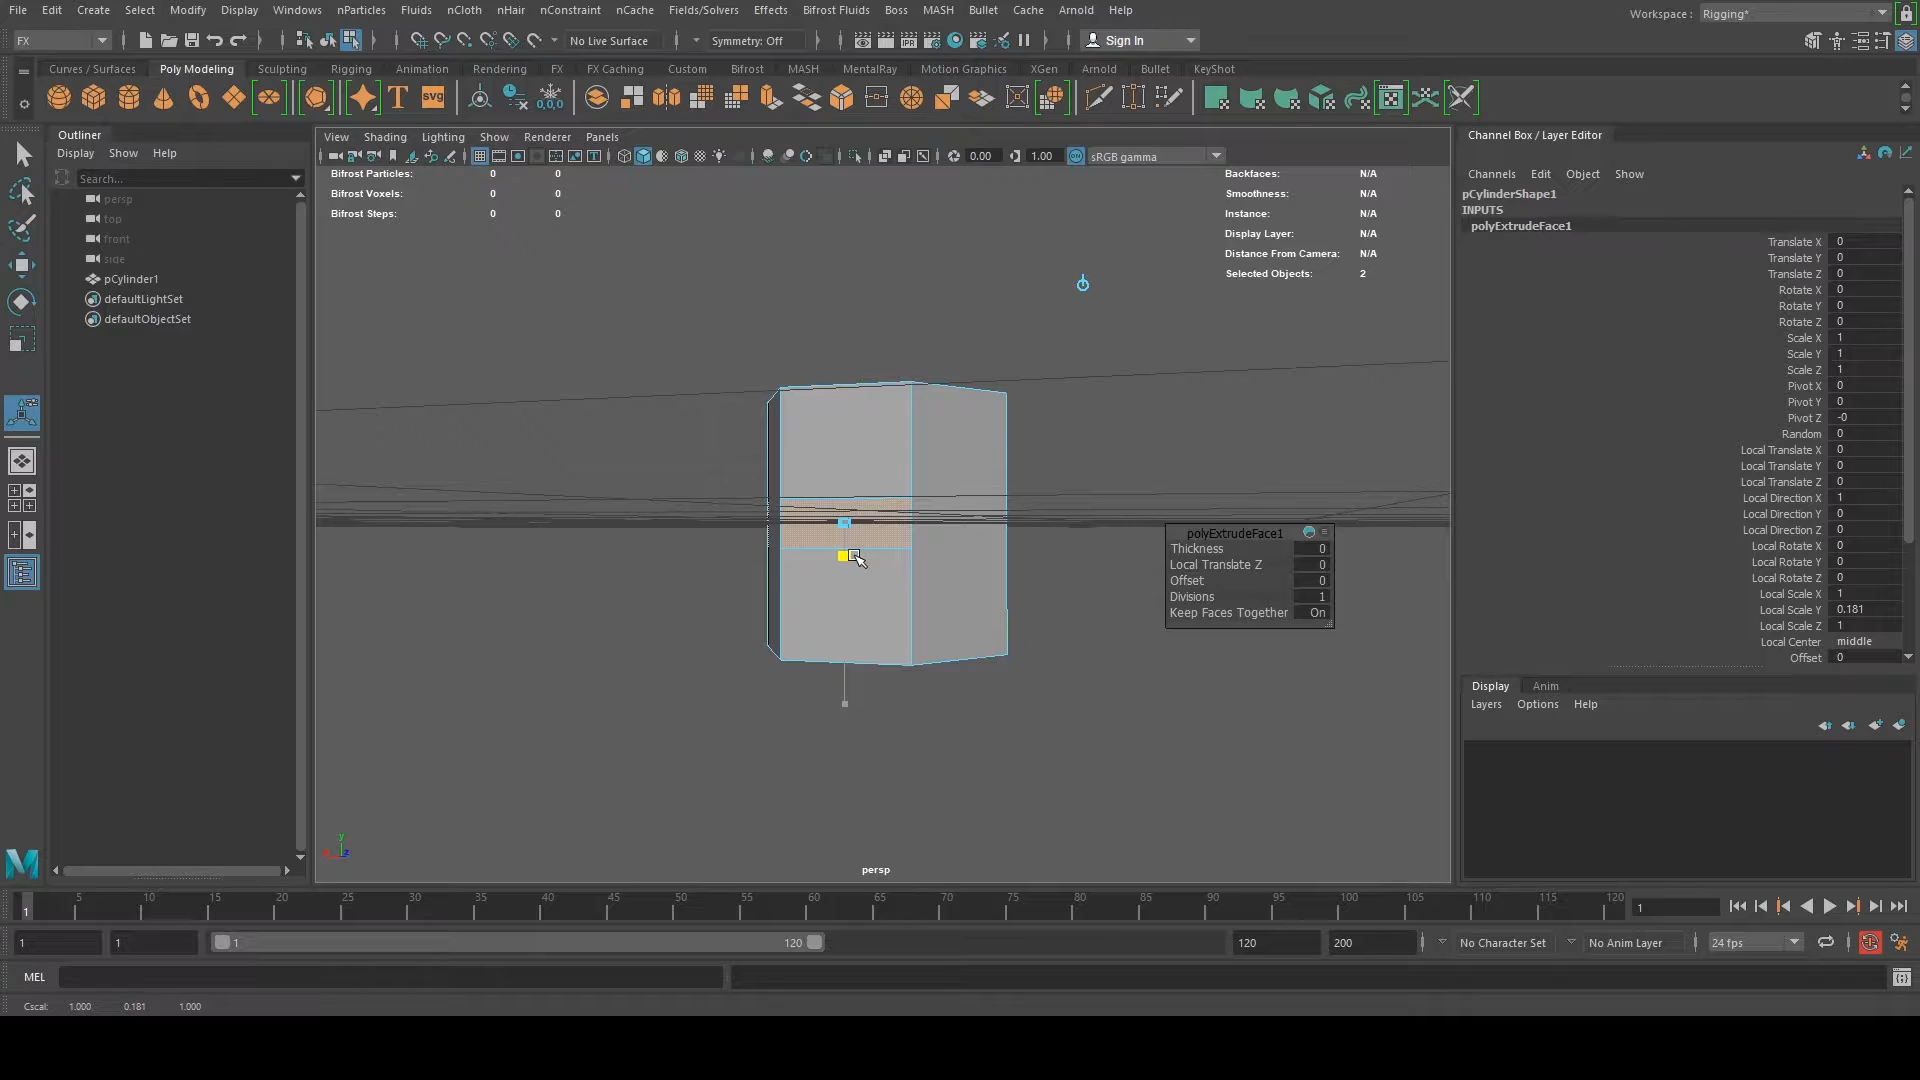 File Edit Create Select Modify Display Windows nParticles Fluids nCloth nHair nConstraint nCache Fields/Solvers Effects Bifrost Fluids Boss MASH Bullet Cache Arnold Help Workspace : Rigging*
FX No Live Surface Symmetry: Off Sign In
Curves / Surfaces Poly Modeling Sculpting Rigging Animation Rendering FX FX Caching Custom Bifrost MASH MentalRay Motion Graphics XGen Arnold Bullet KeyShot
T SVG 0,0,0
Outliner
Display Show Help
Search...
persp
top
front
side
pCylinder1
defaultLightSet
defaultObjectSet
View Shading Lighting Show Renderer Panels
0.00 1.00 ON sRGB gamma
Bifrost Particles: 0 0
Bifrost Voxels: 0 0
Bifrost Steps: 0 0
Backfaces: N/A
Smoothness: N/A
Instance: N/A
Display Layer: N/A
Distance From Camera: N/A
Selected Objects: 2
polyExtrudeFace1
Thickness 0
Local Translate Z 0
Offset 0
Divisions 1
Keep Faces Together On
y
persp
Channel Box / Layer Editor
Channels Edit Object Show
pCylinderShape1
INPUTS
polyExtrudeFace1
Translate X 0
Translate Y 0
Translate Z 0
Rotate X 0
Rotate Y 0
Rotate Z 0
Scale X 1
Scale Y 1
Scale Z 1
Pivot X 0
Pivot Y 0
Pivot Z -0
Random 0
Local Translate X 0
Local Translate Y 0
Local Translate Z 0
Local Direction X 1
Local Direction Y 0
Local Direction Z 0
Local Rotate X 0
Local Rotate Y 0
Local Rotate Z 0
Local Scale X 1
Local Scale Y 0.181
Local Scale Z 1
Local Center middle
Offset 0
Display Anim
Layers Options Help
1 5 10 15 20 25 30 35 40 45 50 55 60 65 70 75 80 85 90 95 100 105 110 115 120 1
1 1 1 120 120 200 No Character Set No Anim Layer 24 fps
MEL
Cscal: 1.000 0.181 1.000